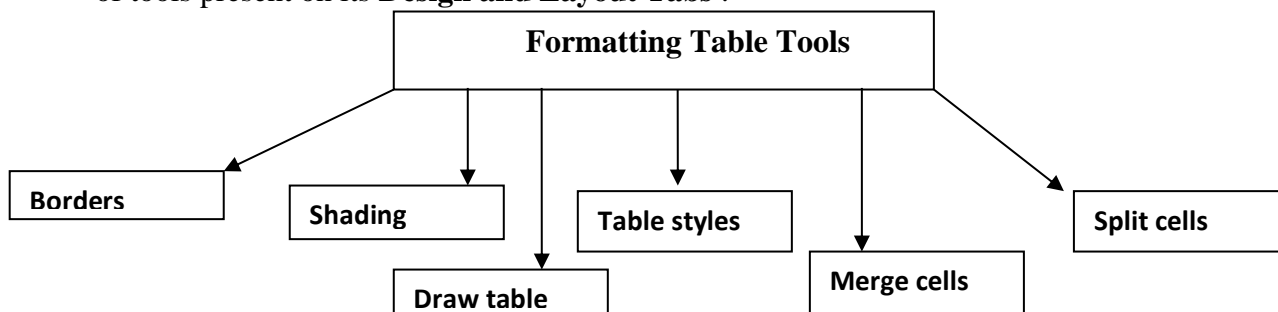 of tools present on its Design and Layout Tabs .
Formatting Table Tools
Borders
Shading
Draw table
Table styles
Merge cells
Split cells